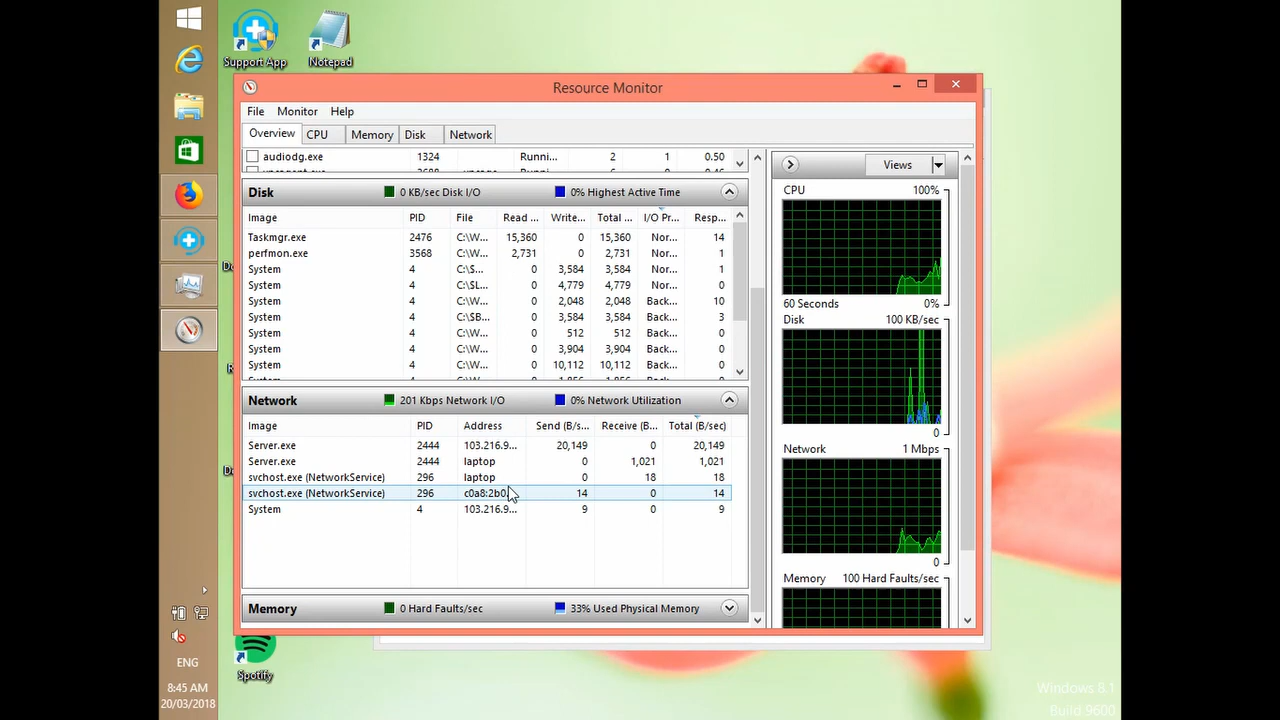 Support App
Notepad
Resource Monitor
File Monitor Help
Overview CPU Memory Disk Network
audiodg.exe 1324 Runni... 2 1 0.50
Disk 0 KB/sec Disk I/O 0% Highest Active Time
Image PID File Read ... Write... Total ... I/O Pr... Resp...
Taskmgr.exe 2476 C:\W... 15,360 0 15,360 Nor... 14
perfmon.exe 3568 C:\W... 2,731 0 2,731 Nor... 1
System 4 C:\$... 0 3,584 3,584 Nor... 1
System 4 C:\$L... 0 4,779 4,779 Nor... 0
System 4 C:\W... 0 2,048 2,048 Back... 10
System 4 C:\$B... 0 3,584 3,584 Back... 3
System 4 C:\W... 0 512 512 Back... 0
System 4 C:\W... 0 3,904 3,904 Back... 0
System 4 C:\W... 0 10,112 10,112 Back... 0
Network 201 Kbps Network I/O 0% Network Utilization
Image PID Address Send (B/s... Receive (B... Total (B/sec)
Server.exe 2444 103.216.9... 20,149 0 20,149
Server.exe 2444 laptop 0 1,021 1,021
svchost.exe (NetworkService) 296 laptop 0 18 18
svchost.exe (NetworkService) 296 c0a8:2b0 14 0 14
System 4 103.216.9... 9 0 9
Memory 0 Hard Faults/sec 33% Used Physical Memory
Views
CPU 100%
60 Seconds 0%
Disk 100 KB/sec
0
Network 1 Mbps
0
Memory 100 Hard Faults/sec
ENG
8:45 AM
20/03/2018
Spotify
Windows 8.1
Build 9600